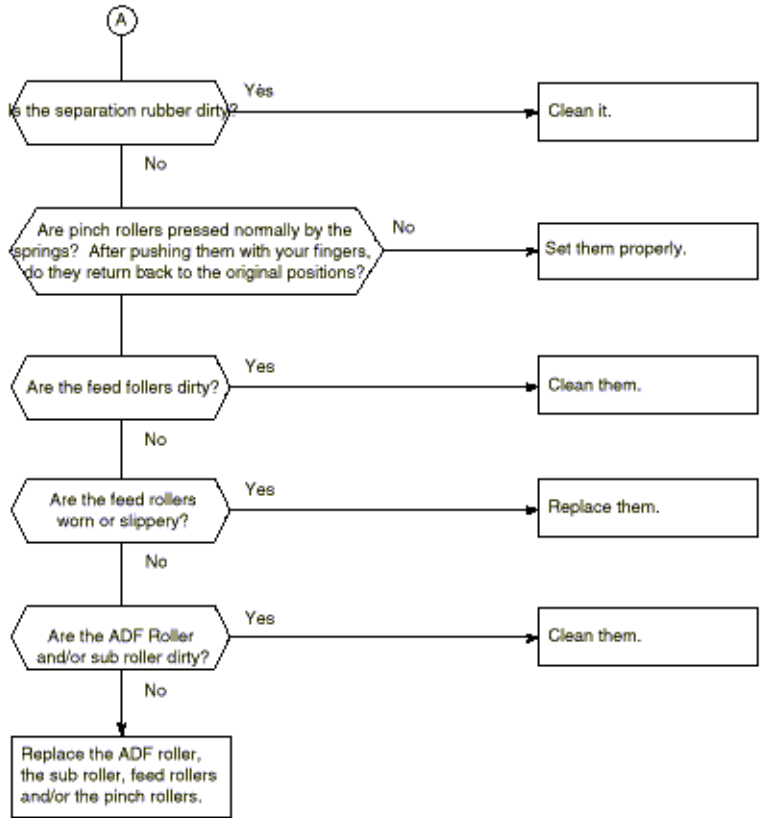 A
Is the separation rubber dirty?
Yes
Clean it.
No
Are pinch rollers pressed normally by the
springs? After pushing them with your fingers,
do they return back to the original positions?
No
Set them properly.
Are the feed follers dirty?
Yes
Clean them.
No
Are the feed rollers
worn or slippery?
Yes
Replace them.
No
Are the ADF Roller
and/or sub roller dirty?
Yes
Clean them.
No
Replace the ADF roller,
the sub roller, feed rollers
and/or the pinch rollers.